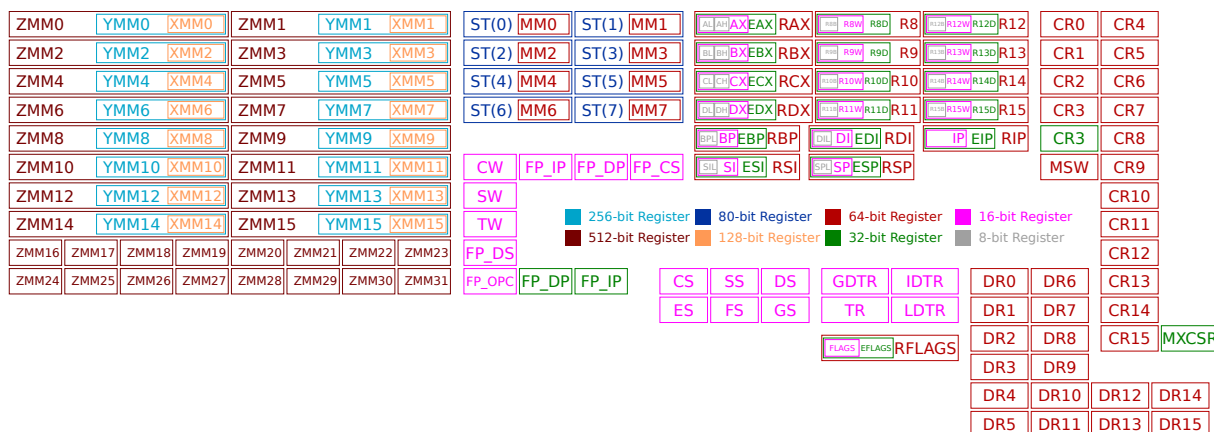 ZMM0 YMM0 XMM0 ZMM1 YMM1 XMM1 ST(0) MM0 ST(1) MM1 AL AH AX EAX RAX R8B R8W R8D R8 R12B R12W R12D R12 CR0 CR4
ZMM2 YMM2 XMM2 ZMM3 YMM3 XMM3 ST(2) MM2 ST(3) MM3 BL BH BX EBX RBX R9B R9W R9D R9 R13B R13W R13D R13 CR1 CR5
ZMM4 YMM4 XMM4 ZMM5 YMM5 XMM5 ST(4) MM4 ST(5) MM5 CL CH CX ECX RCX R10B R10W R10D R10 R14B R14W R14D R14 CR2 CR6
ZMM6 YMM6 XMM6 ZMM7 YMM7 XMM7 ST(6) MM6 ST(7) MM7 DL DH DX EDX RDX R11B R11W R11D R11 R15B R15W R15D R15 CR3 CR7
ZMM8 YMM8 XMM8 ZMM9 YMM9 XMM9 BPL BP EBP RBP DIL DI EDI RDI IP EIP RIP CR3 CR8
ZMM10 YMM10 XMM10 ZMM11 YMM11 XMM11 CW FP_IP FP_DP FP_CS SIL SI ESI RSI SPL SP ESP RSP MSW CR9
ZMM12 YMM12 XMM12 ZMM13 YMM13 XMM13 SW CR10
ZMM14 YMM14 XMM14 ZMM15 YMM15 XMM15 TW 256-bit Register 80-bit Register 64-bit Register 16-bit Register CR11
512-bit Register 128-bit Register 32-bit Register 8-bit Register
ZMM16 ZMM17 ZMM18 ZMM19 ZMM20 ZMM21 ZMM22 ZMM23 FP_DS CR12
ZMM24 ZMM25 ZMM26 ZMM27 ZMM28 ZMM29 ZMM30 ZMM31 FP_OPC FP_DP FP_IP CS SS DS GDTR IDTR DR0 DR6 CR13
ES FS GS TR LDTR DR1 DR7 CR14
DR2 DR8 CR15 MXCSR
FLAGS EFLAGS RFLAGS
DR3 DR9
DR4 DR10 DR12 DR14
DR5 DR11 DR13 DR15